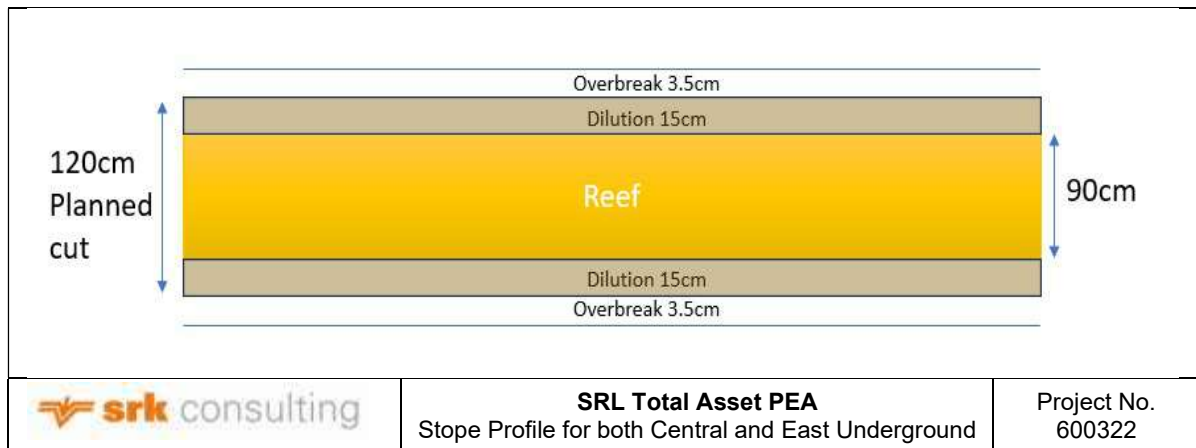 Overbreak 3.5cm
Dilution 15cm
120cm
Planned
cut
Reef
90cm
Dilution 15cm
Overbreak 3.5cm
srk consulting
SRL Total Asset PEA
Stope Profile for both Central and East Underground
Project No.
600322